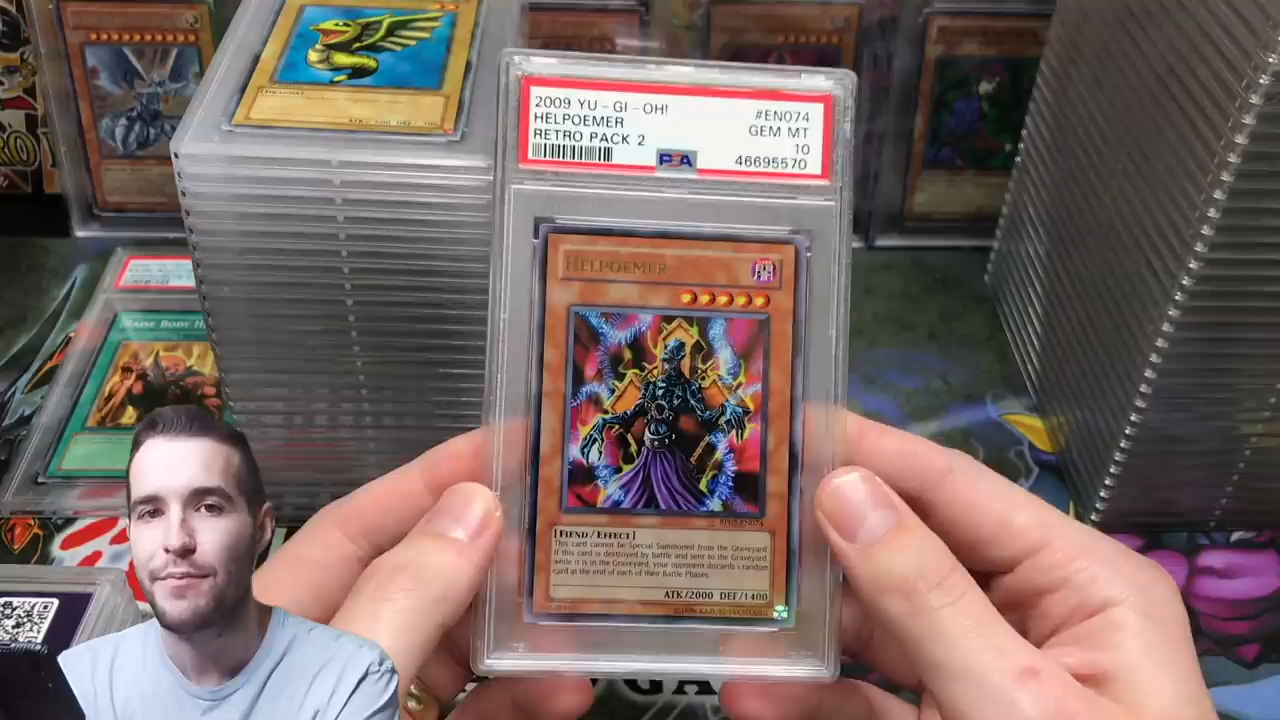 [DRAGON]
2009 YU-GI-OH!
HELPOEMER
RETRO PACK 2
#EN074
GEM MT
10
46695570
PSA
HELPOEMER
RP02-EN074
[FIEND / EFFECT]
This card cannot be Special Summoned from the Graveyard.
If this card is destroyed by battle and sent to the Graveyard,
while it is in the Graveyard, your opponent discards 1 random
card at the end of each of their Battle Phases.
ATK/2000 DEF/1400